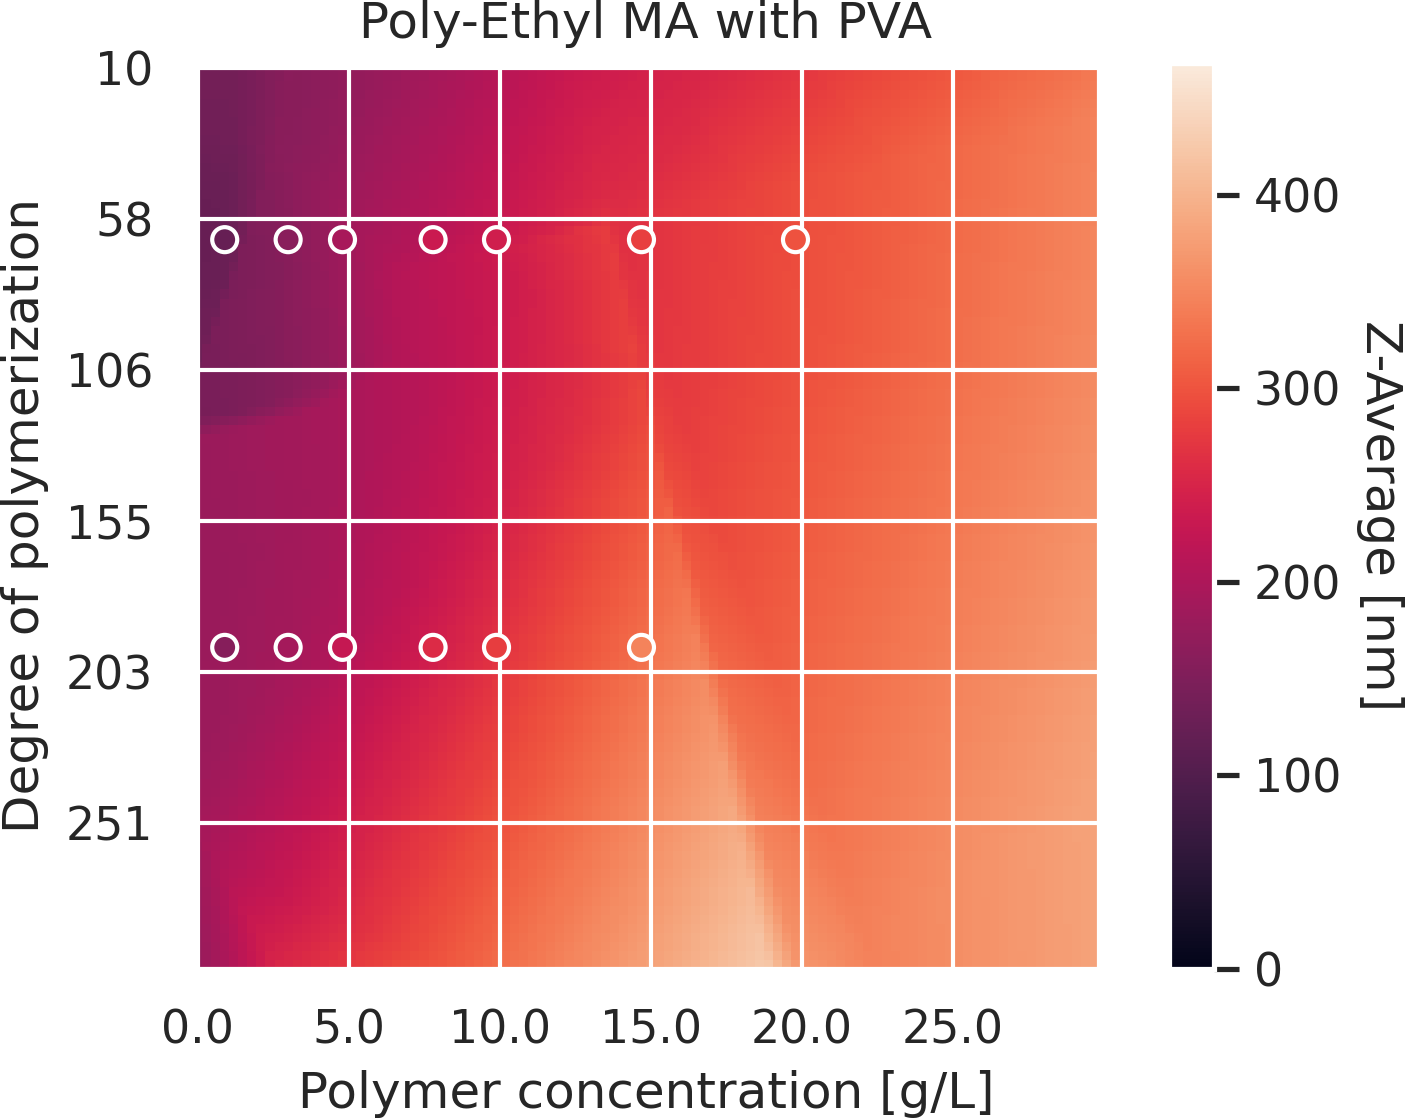 Poly-Ethyl MA with PVA
10
58
106
155
203
251
Degree of polymerization
0.0 5.0 10.0 15.0 20.0 25.0
Polymer concentration [g/L]
400
300
200
100
0
Z-Average [nm]